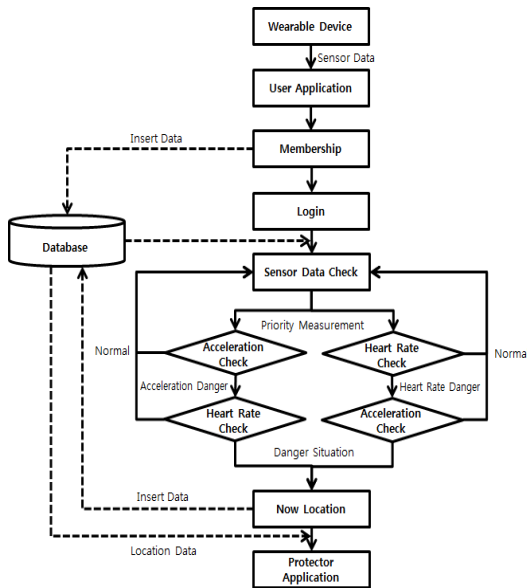 Wearable Device
Sensor Data
User Application
Insert Data
Membership
Login
Database
Sensor Data Check
Priority Measurement
Normal
Acceleration
Check
Heart Rate
Check
Norma
Acceleration Danger
Heart Rate Danger
Heart Rate
Check
Acceleration
Check
Danger Situation
Insert Data
Now Location
Location Data
Protector
Application